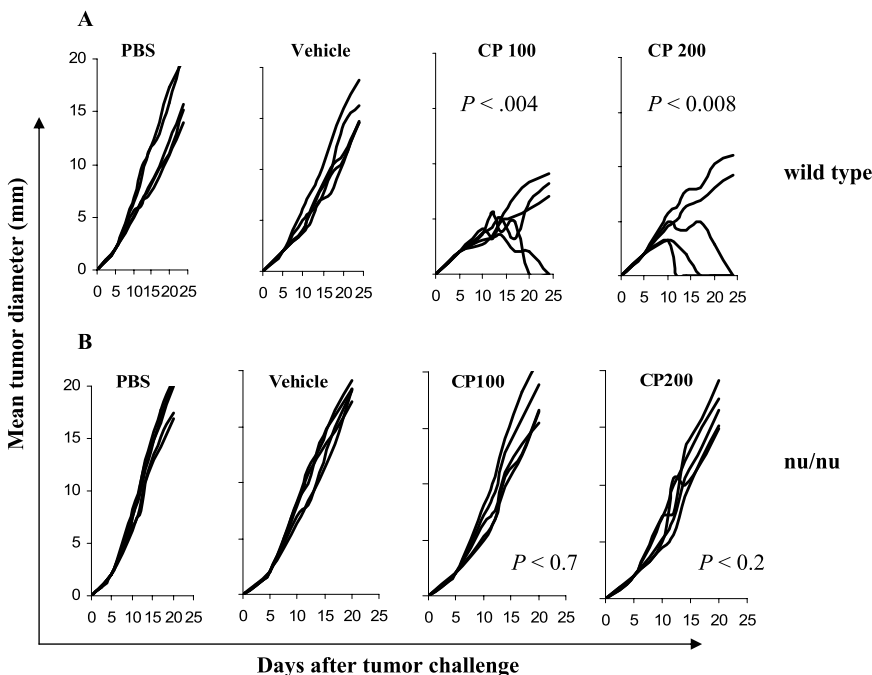 A
PBS
Vehicle
CP 100
CP 200
20
15
10
5
0
P < .004
P < 0.008
wild type
0 5 10 15 20 25
0 5 10 15 20 25
0 5 10 15 20 25
0 5 10 15 20 25
Mean tumor diameter (mm)
B
PBS
Vehicle
CP100
CP200
20
15
10
5
0
P < 0.7
P < 0.2
nu/nu
0 5 10 15 20 25
0 5 10 15 20 25
0 5 10 15 20 25
0 5 10 15 20 25
Days after tumor challenge